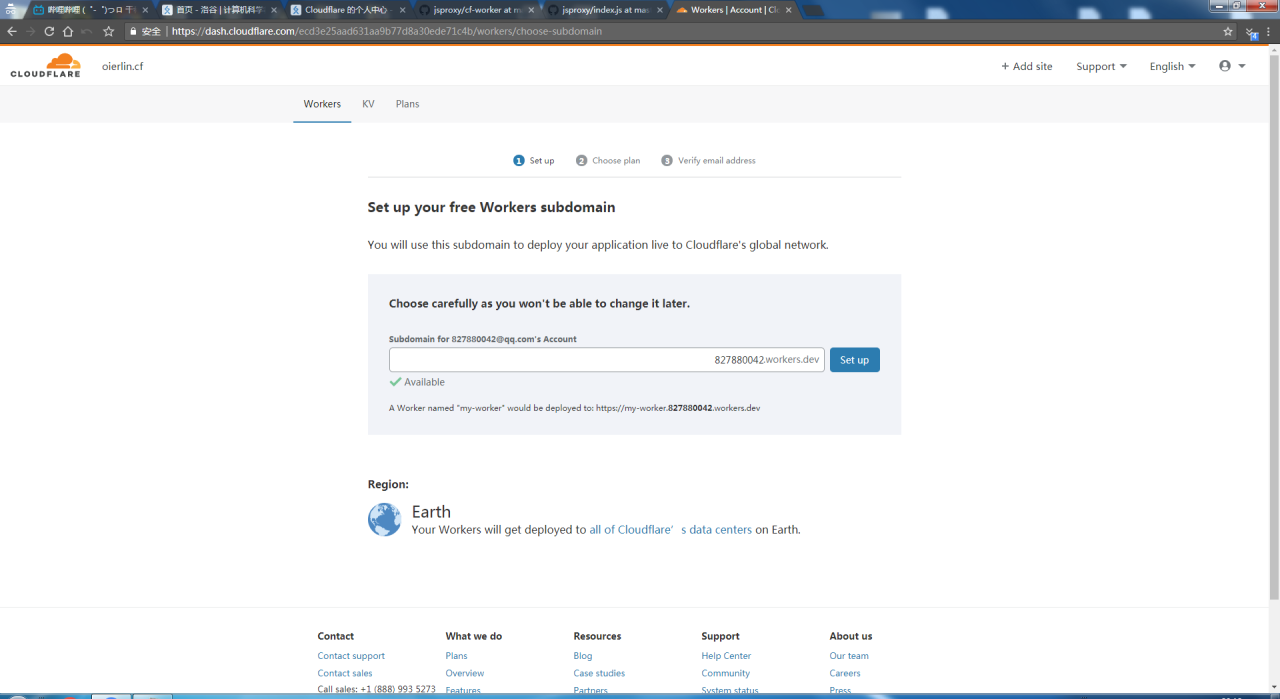 哔哩哔哩 ( ゜- ゜)つロ 干
首页 - 洛谷 | 计算机科学
Cloudflare 的个人中心
jsproxy/cf-worker at m
jsproxy/index.js at mas
Workers | Account | Cl
安全 | https://dash.cloudflare.com/ecd3e25aad631aa9b77d8a30ede71c4b/workers/choose-subdomain
CLOUDFLARE
oierlin.cf
+ Add site
Support
English
Workers
KV
Plans
1 Set up
2 Choose plan
3 Verify email address
Set up your free Workers subdomain
You will use this subdomain to deploy your application live to Cloudflare's global network.
Choose carefully as you won't be able to change it later.
Subdomain for 827880042@qq.com's Account
827880042.workers.dev
Set up
Available
A Worker named "my-worker" would be deployed to: https://my-worker.827880042.workers.dev
Region:
Earth
Your Workers will get deployed to all of Cloudflare’s data centers on Earth.
Contact
What we do
Resources
Support
About us
Contact support
Plans
Blog
Help Center
Our team
Contact sales
Overview
Case studies
Community
Careers
Call sales: +1 (888) 993 5273
Features
Partners
System status
Press